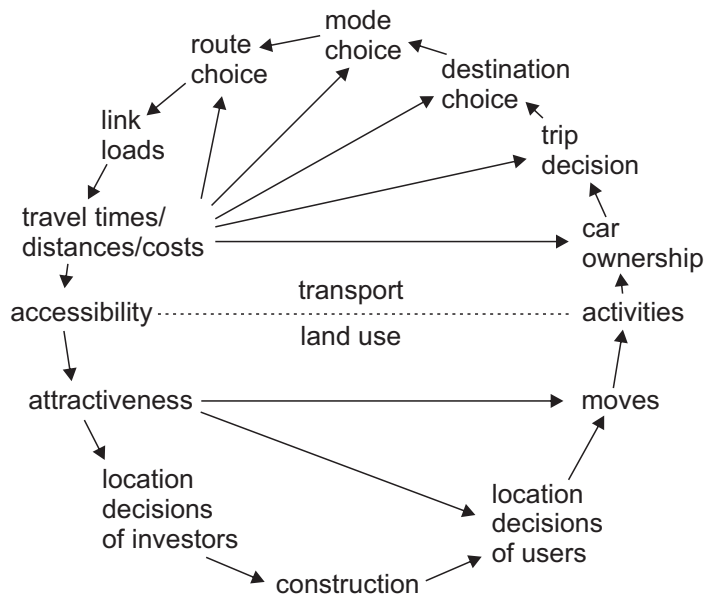 mode
choice
route
choice
destination
choice
link
loads
trip
decision
travel times/
distances/costs
car
ownership
transport
accessibility
activities
land use
attractiveness
moves
location
decisions
of investors
location
decisions
of users
construction